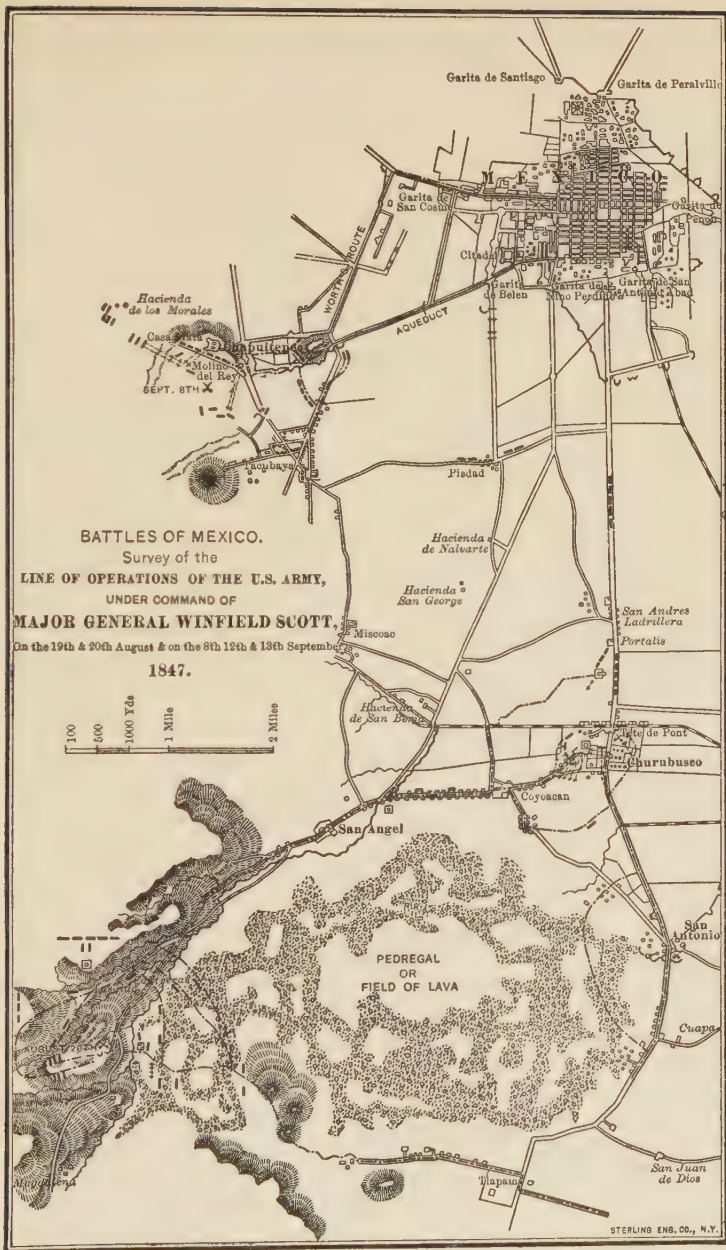 Garita de Santiago
Garita de Peralvillo
MEXICO
Garita de
San Cosme
Garita de
Citadel
Garita
de Belen
Garita de
Nino Perdido
Garita de San
Antonio Abad
WORTH'S ROUTE
AQUEDUCT
Hacienda
de los Morales
Casa Mata
Molino
del Rey
SEPT. 8TH
Tacubaya
Piedad
BATTLES OF MEXICO.
Survey of the
LINE OF OPERATIONS OF THE U.S. ARMY,
UNDER COMMAND OF
MAJOR GENERAL WINFIELD SCOTT,
On the 19th & 20th August & on the 8th 12th & 13th September
1847.
Hacienda
de Nalvarte
Hacienda
San George
San Andres
Ladrillera
Portalis
Miscoac
100
500
1000 Yds
1 Mile
2 Miles
Hacienda
de San Borja
Tete de Pont
Churubusco
Coyoacan
San Angel
San
Antonio
PEDREGAL
OR
FIELD OF LAVA
Cuapa
San Juan
de Dios
Tlapam
STERLING ENG. CO., N.Y.